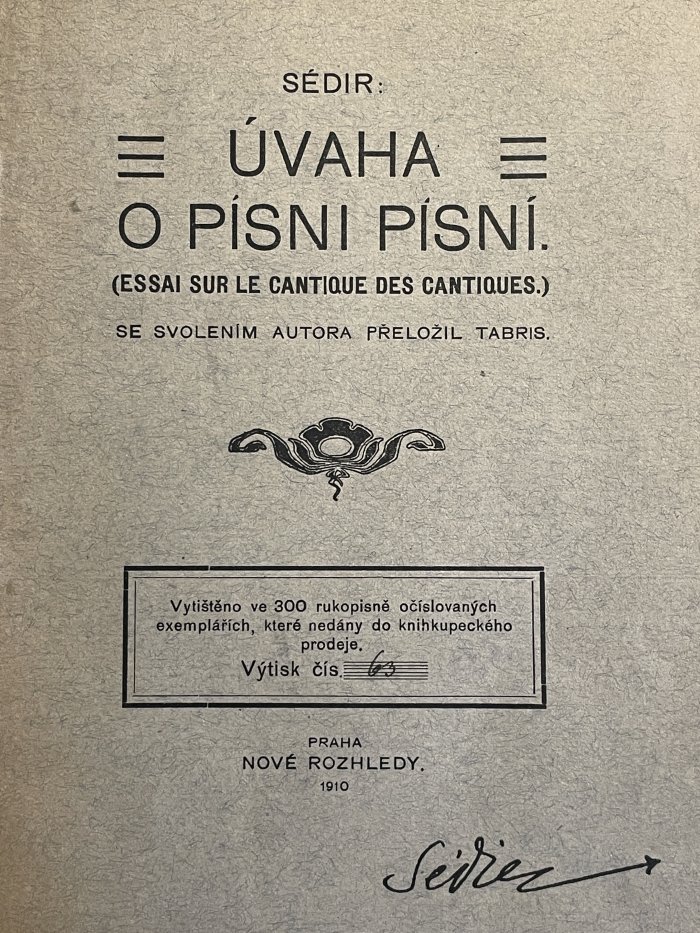 SÉDIR:
ÚVAHA
O PÍSNI PÍSNÍ.
(ESSAI SUR LE CANTIQUE DES CANTIQUES.)
SE SVOLENÍM AUTORA PŘELOŽIL TABRIS.
Vytištěno ve 300 rukopisně očíslovaných
exemplářích, které nedány do knihkupeckého
prodeje.
Výtisk čís. 63
PRAHA
NOVÉ ROZHLEDY.
1910
Sédir